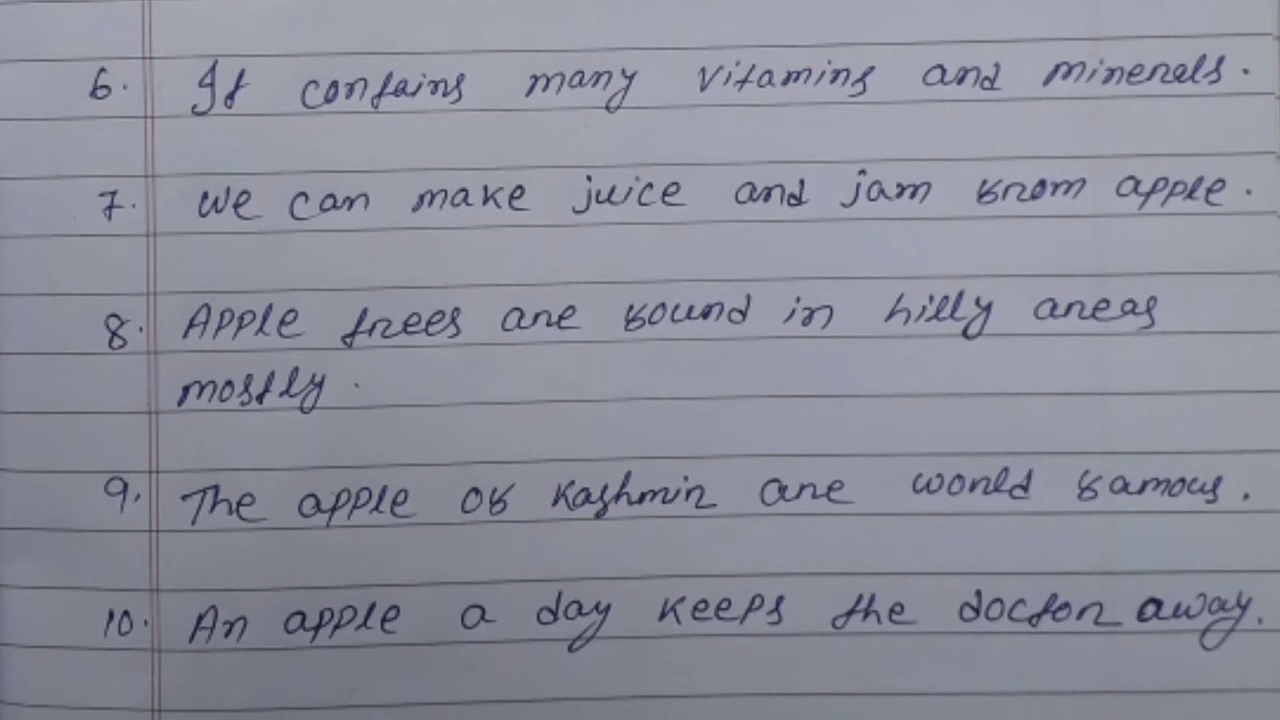 6. It contains many vitamins and minerals.
7. We can make juice and jam from apple.
8. Apple trees are found in hilly areas
mostly.
9. The apple of Kashmir are world famous.
10. An apple a day keeps the doctor away.